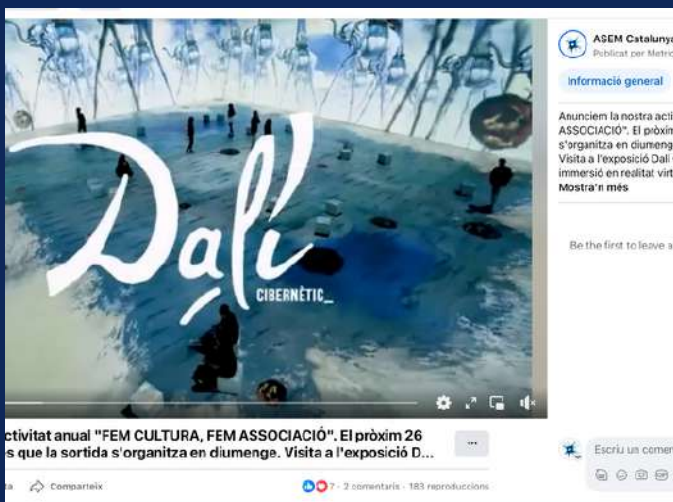 Dalí
CIBERNÈTIC_
ctivitat anual "FEM CULTURA, FEM ASSOCIACIÓ". El pròxim 26
és que la sortida s'organitza en diumenge. Visita a l'exposició D...
ta Comparteix
7 · 2 comentaris · 183 reproduccions
ASEM Catalunya
Publicat per Metric
Informació general
Anunciem la nostra acti
ASSOCIACIÓ". El pròxim
s'organitza en diumeng
Visita a l'exposició Dalí
immersió en realitat virt
Mostra'n més
Be the first to leave a
Escriu un comen